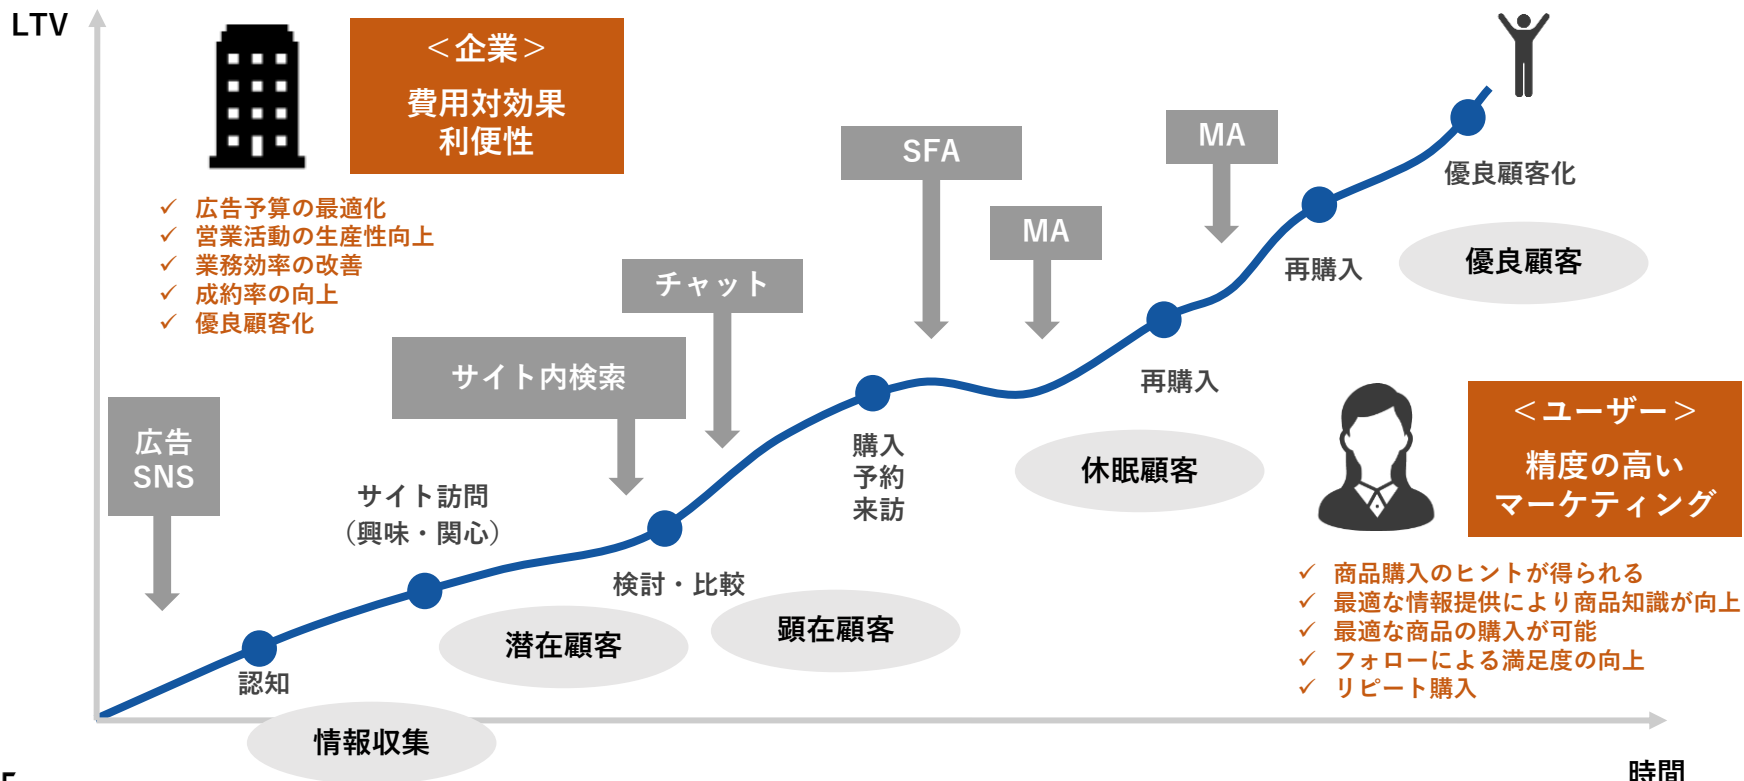 LTV
＜企業＞
費用対効果
利便性
広告予算の最適化
営業活動の生産性向上
業務効率の改善
成約率の向上
優良顧客化
広告
SNS
サイト内検索
チャット
SFA
MA
MA
認知
サイト訪問
（興味・関心）
検討・比較
購入
予約
来訪
再購入
再購入
優良顧客化
情報収集
潜在顧客
顕在顧客
休眠顧客
優良顧客
＜ユーザー＞
精度の高い
マーケティング
商品購入のヒントが得られる
最適な情報提供により商品知識が向上
最適な商品の購入が可能
フォローによる満足度の向上
リピート購入
時間